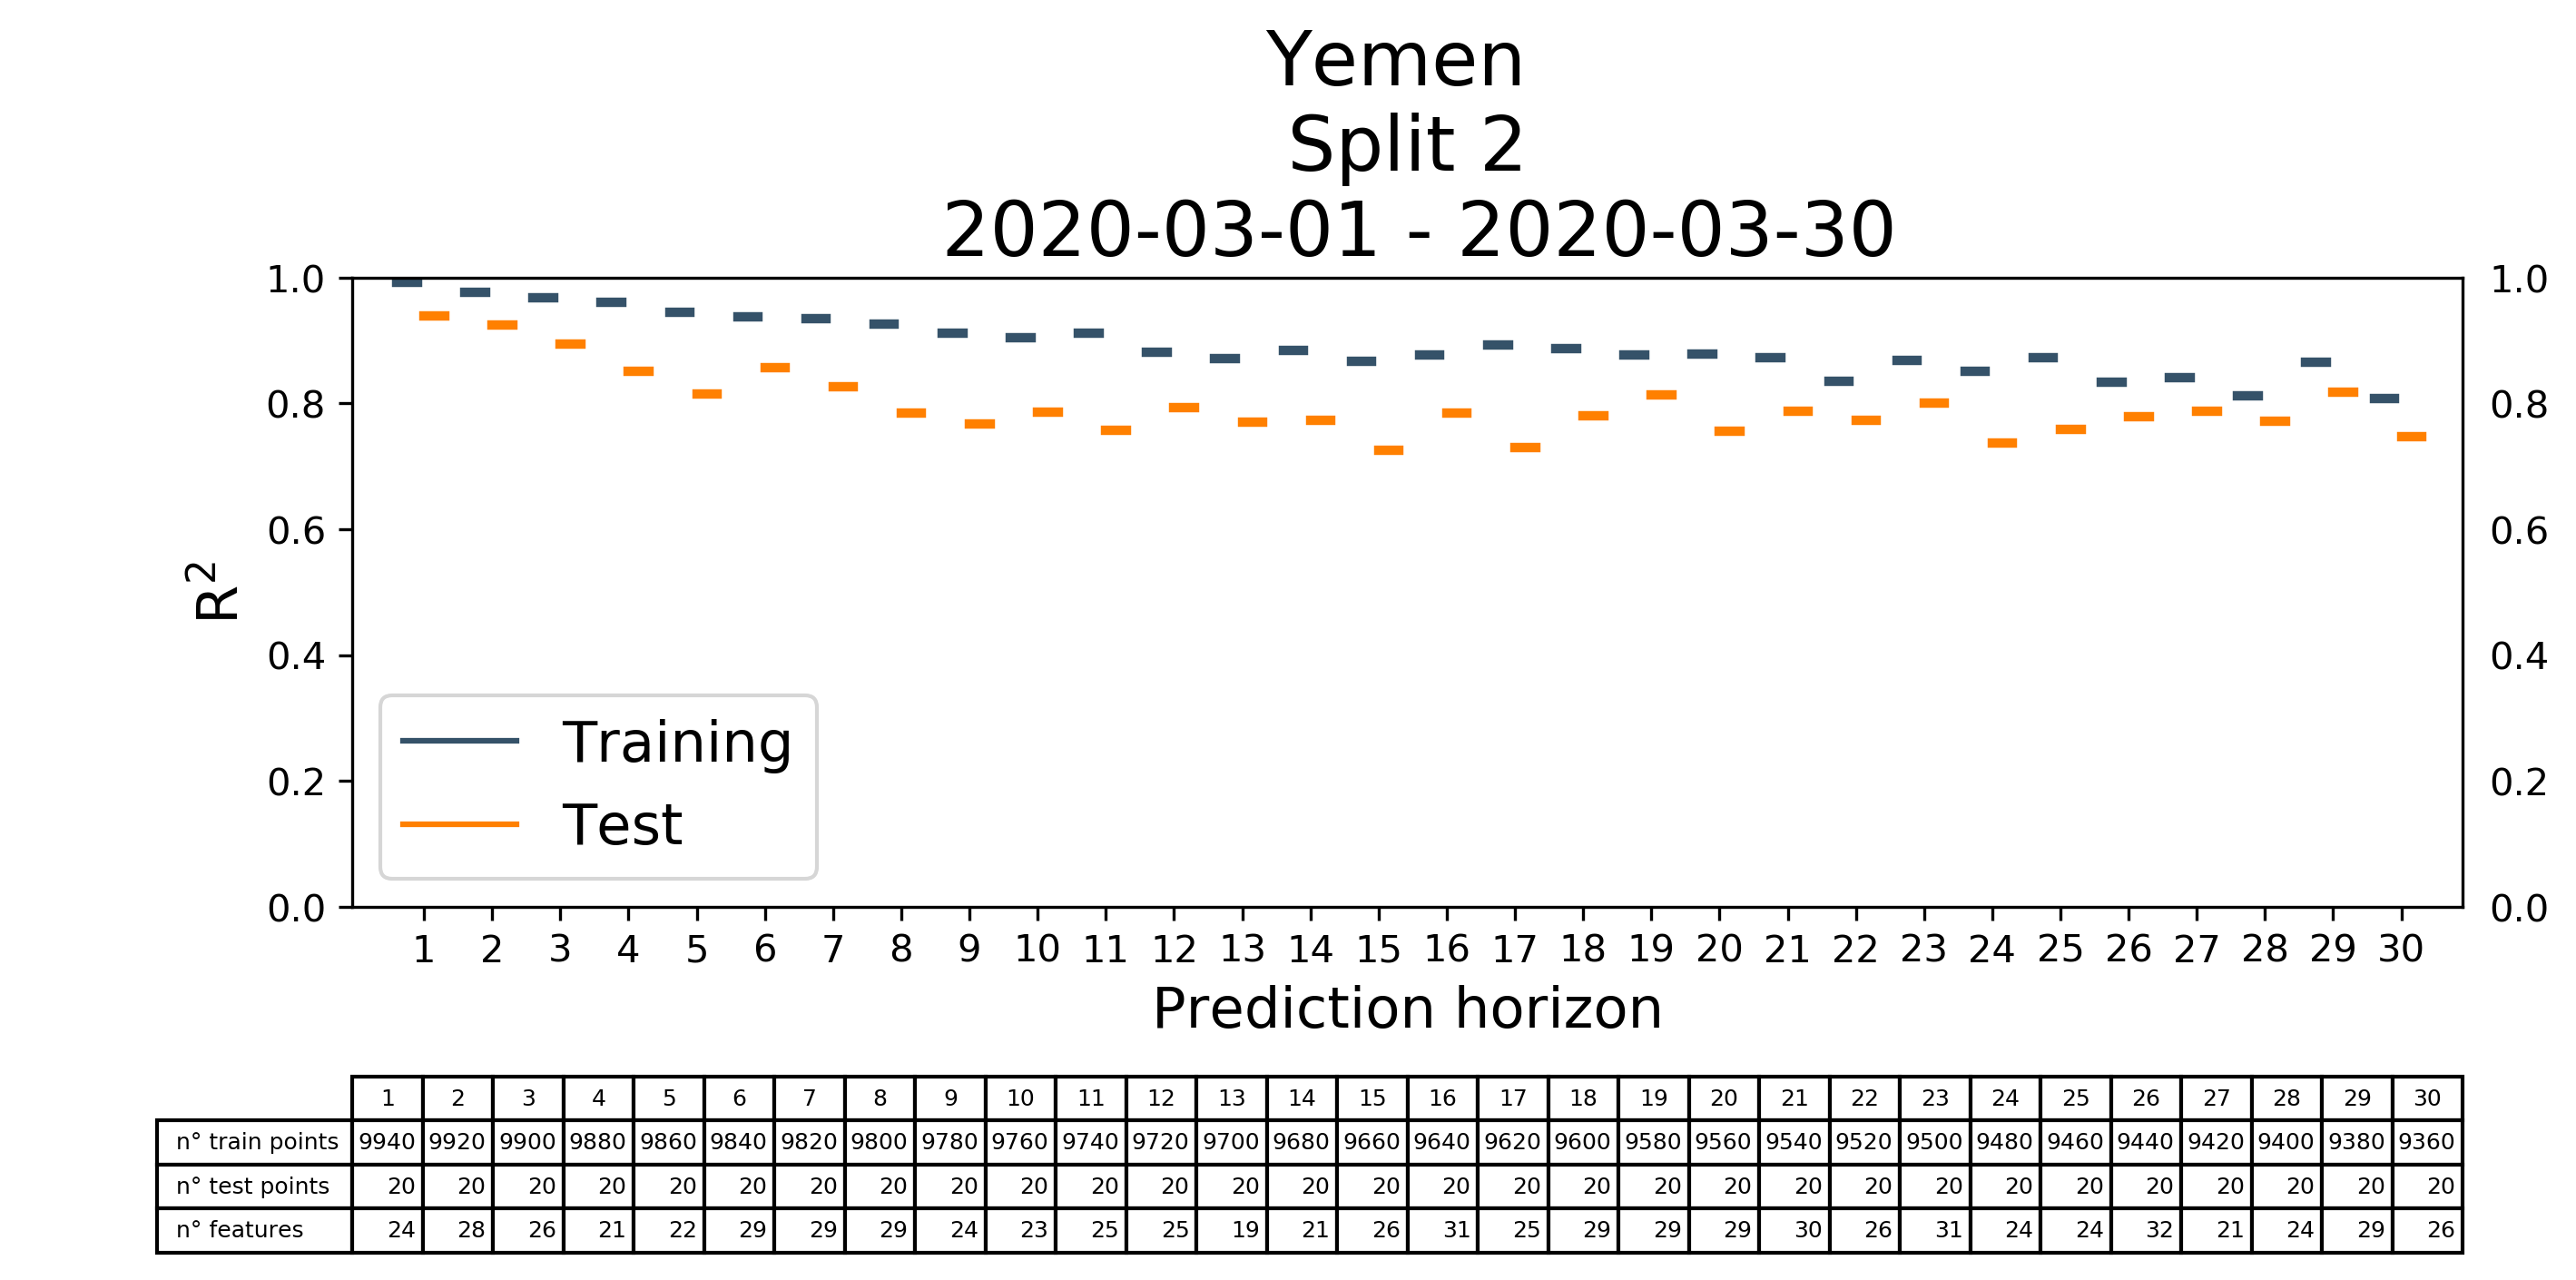 Yemen
Split 2
2020-03-01 - 2020-03-30
1.0 1.0
0.8 0.8
0.6 0.6
0.4 0.4
0.2 0.2
0.0 0.0
R²
Training
Test
1 2 3 4 5 6 7 8 9 10 11 12 13 14 15 16 17 18 19 20 21 22 23 24 25 26 27 28 29 30
Prediction horizon
1 2 3 4 5 6 7 8 9 10 11 12 13 14 15 16 17 18 19 20 21 22 23 24 25 26 27 28 29 30
n° train points 9940 9920 9900 9880 9860 9840 9820 9800 9780 9760 9740 9720 9700 9680 9660 9640 9620 9600 9580 9560 9540 9520 9500 9480 9460 9440 9420 9400 9380 9360
n° test points 20 20 20 20 20 20 20 20 20 20 20 20 20 20 20 20 20 20 20 20 20 20 20 20 20 20 20 20 20 20
n° features 24 28 26 21 22 29 29 29 24 23 25 25 19 21 26 31 25 29 29 29 30 26 31 24 24 32 21 24 29 26